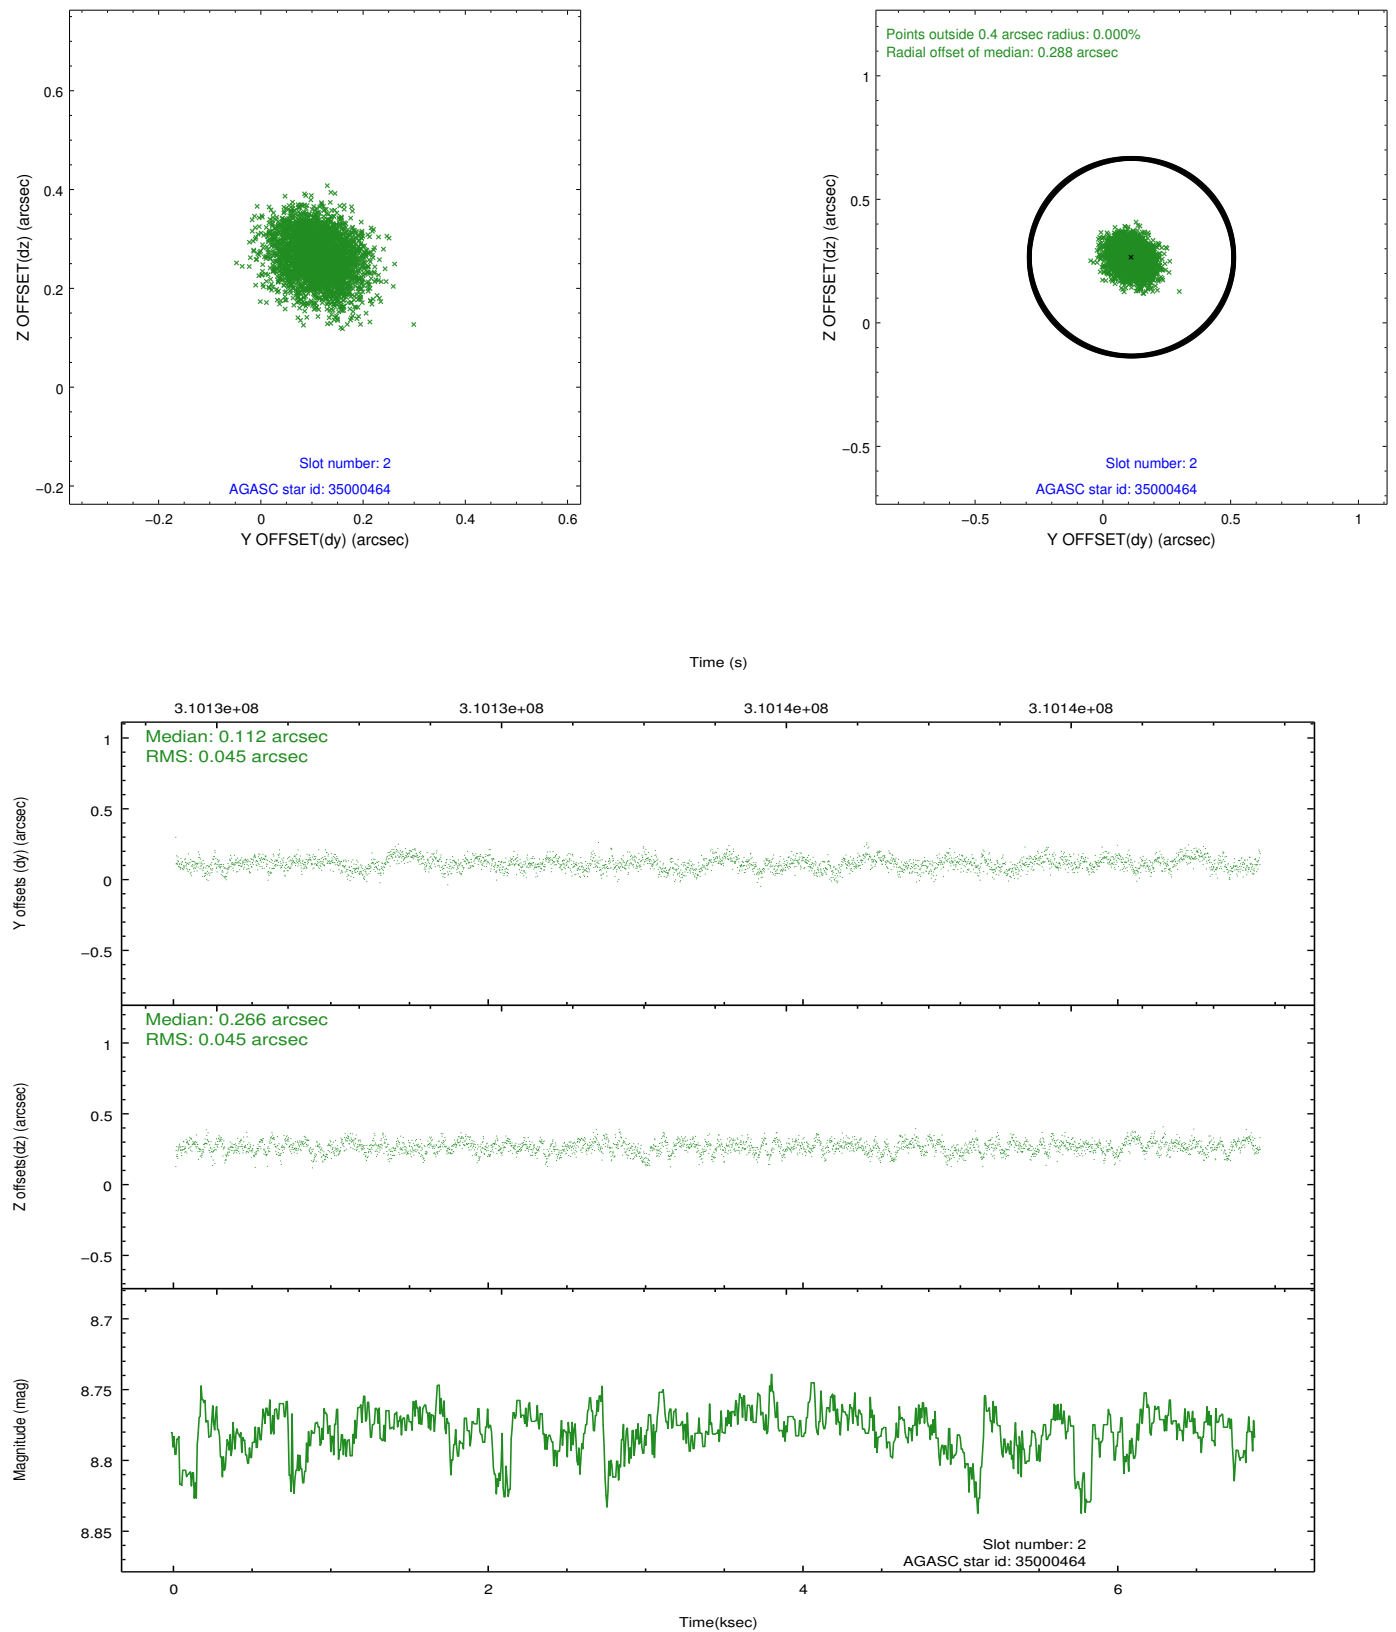 0.6
0.4
0.2
0
−0.2
Z OFFSET(dz) (arcsec)
Slot number: 2
AGASC star id: 35000464
−0.2 0 0.2 0.4 0.6
Y OFFSET(dy) (arcsec)
Points outside 0.4 arcsec radius: 0.000%
Radial offset of median: 0.288 arcsec
1
0.5
0
−0.5
Z OFFSET(dz) (arcsec)
Slot number: 2
AGASC star id: 35000464
−0.5 0 0.5 1
Y OFFSET(dy) (arcsec)
Time (s)
3.1013e+08 3.1013e+08 3.1014e+08 3.1014e+08
Median: 0.112 arcsec
RMS: 0.045 arcsec
1
0.5
0
−0.5
Y offsets (dy) (arcsec)
Median: 0.266 arcsec
RMS: 0.045 arcsec
1
0.5
0
−0.5
Z offsets(dz) (arcsec)
8.7
8.75
8.8
8.85
Magnitude (mag)
Slot number: 2
AGASC star id: 35000464
0 2 4 6
Time(ksec)